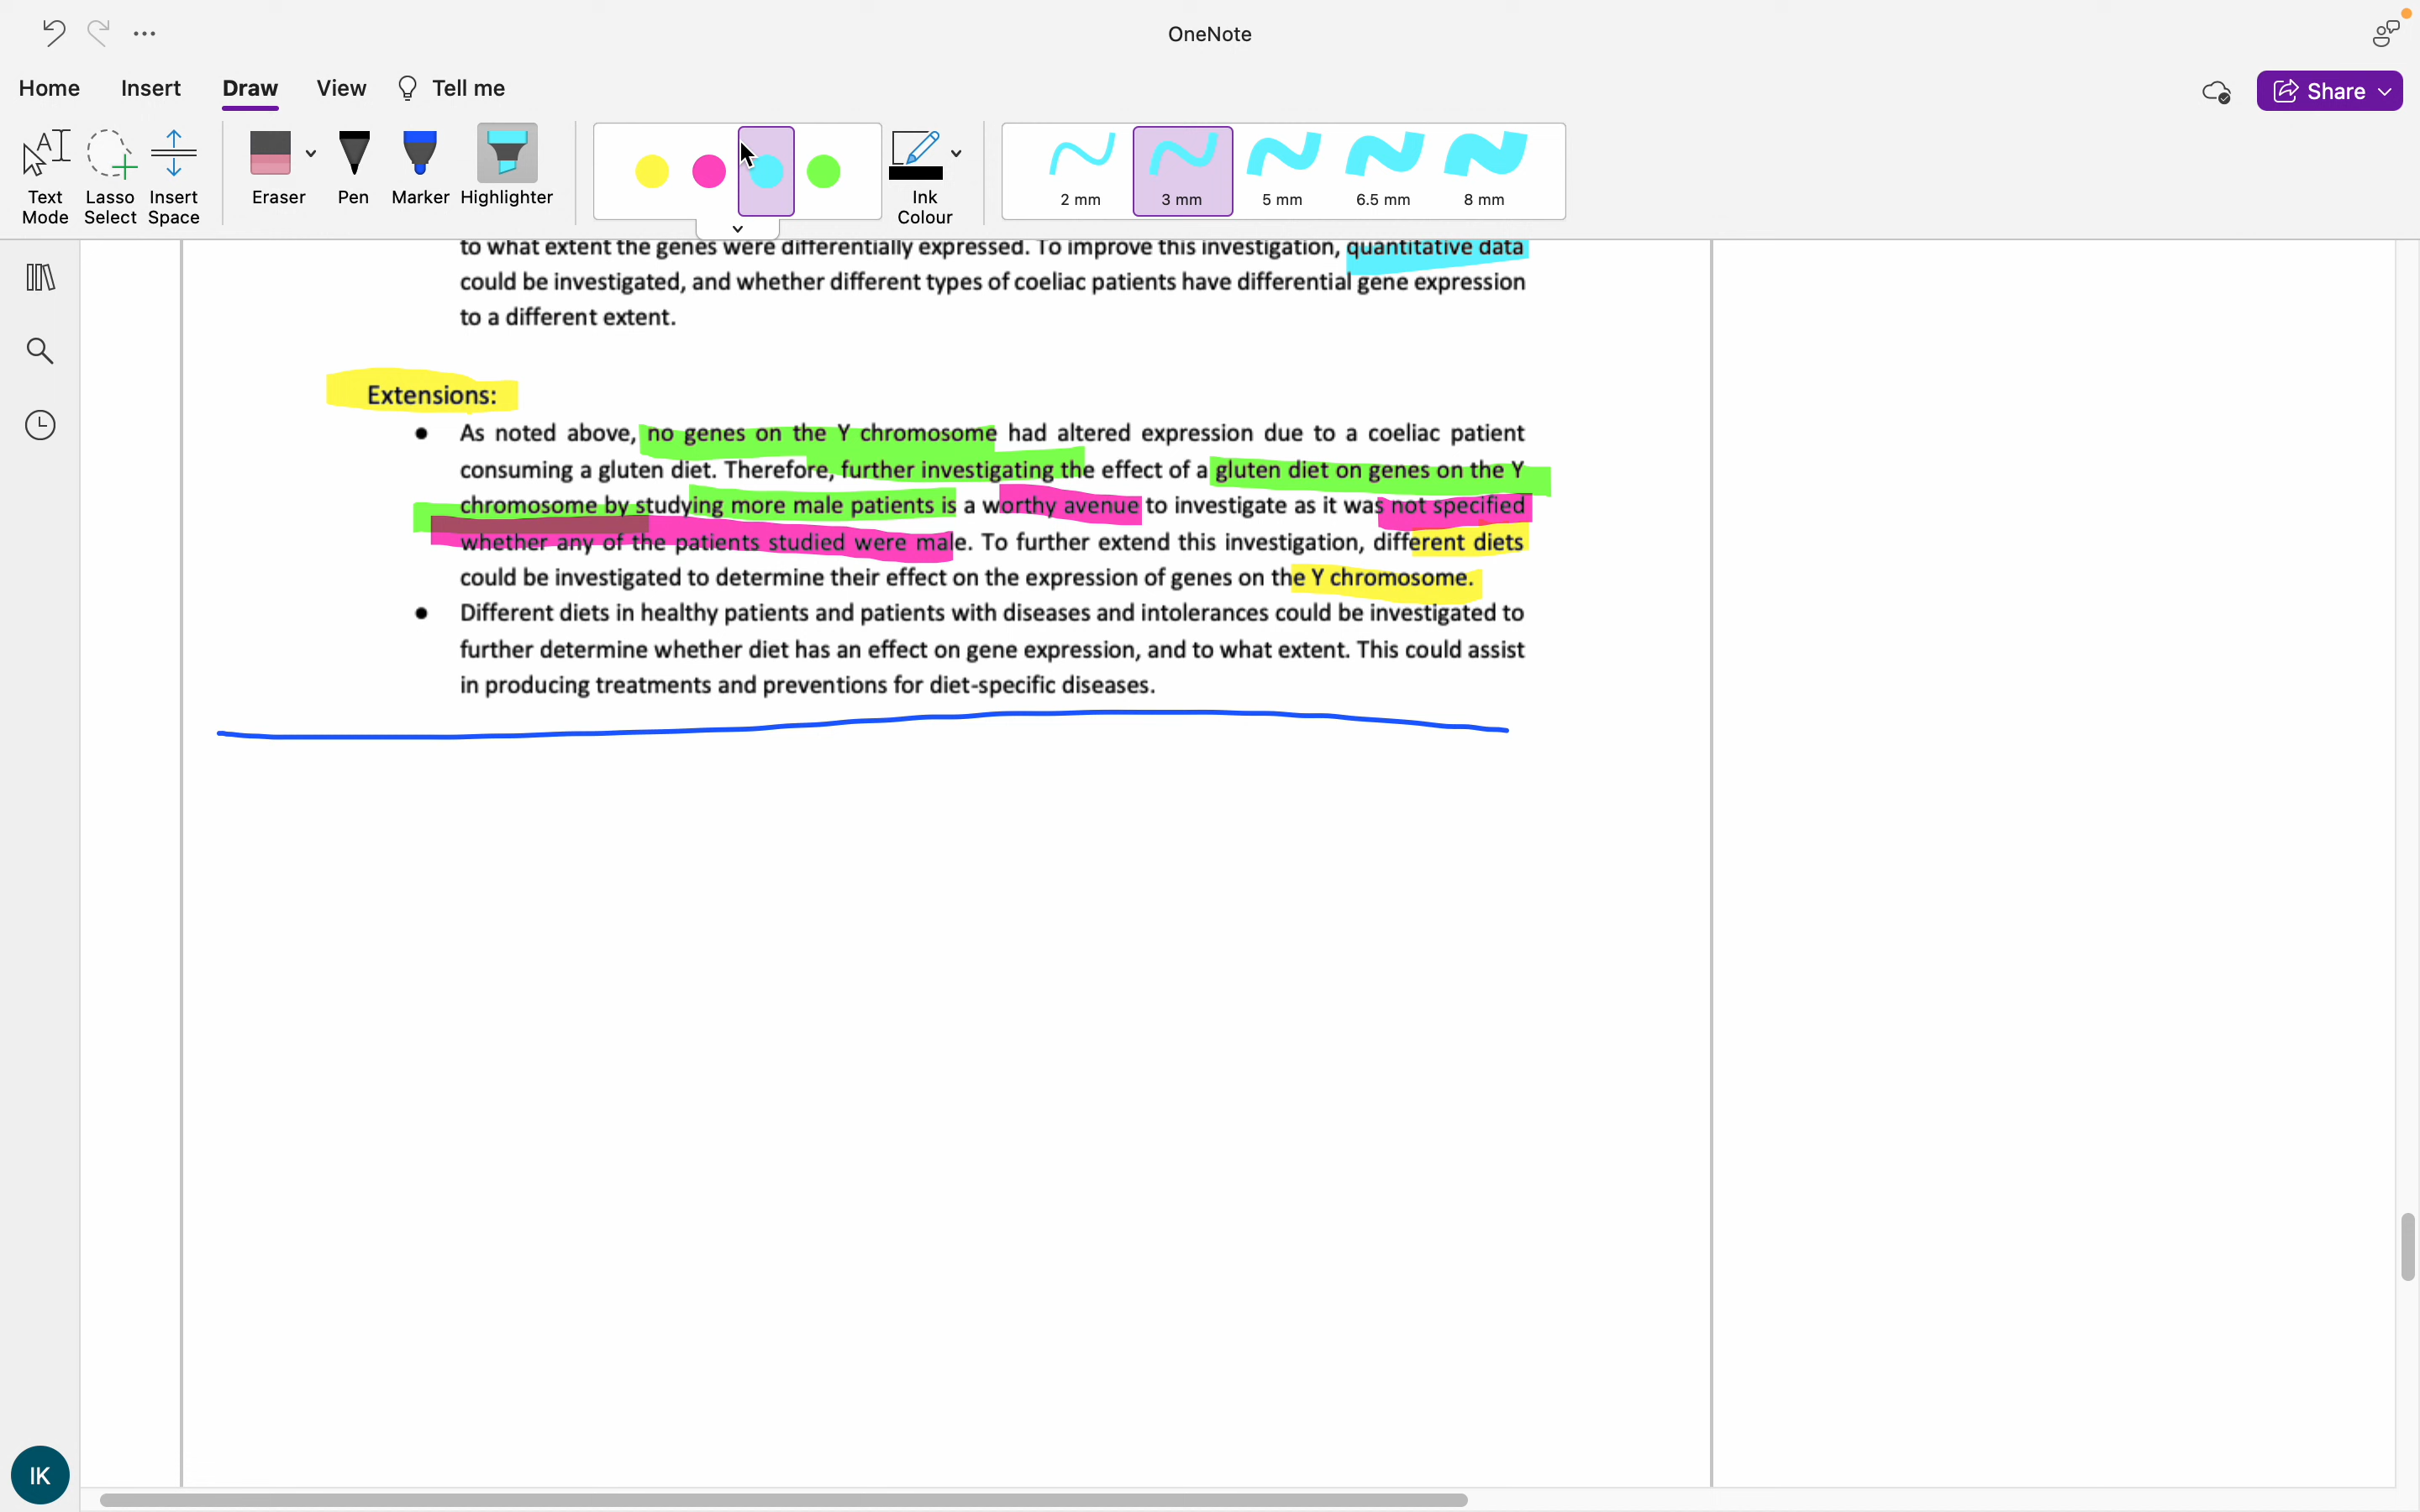 OneNote
Home Insert Draw View Tell me
Share
Text Mode
Lasso Select
Insert Space
Eraser
Pen
Marker
Highlighter
Ink Colour
2 mm
3 mm
5 mm
6.5 mm
8 mm
to what extent the genes were differentially expressed. To improve this investigation, quantitative data
could be investigated, and whether different types of coeliac patients have differential gene expression
to a different extent.
Extensions:
● As noted above, no genes on the Y chromosome had altered expression due to a coeliac patient
consuming a gluten diet. Therefore, further investigating the effect of a gluten diet on genes on the Y
chromosome by studying more male patients is a worthy avenue to investigate as it was not specified
whether any of the patients studied were male. To further extend this investigation, different diets
could be investigated to determine their effect on the expression of genes on the Y chromosome.
● Different diets in healthy patients and patients with diseases and intolerances could be investigated to
further determine whether diet has an effect on gene expression, and to what extent. This could assist
in producing treatments and preventions for diet-specific diseases.
IK